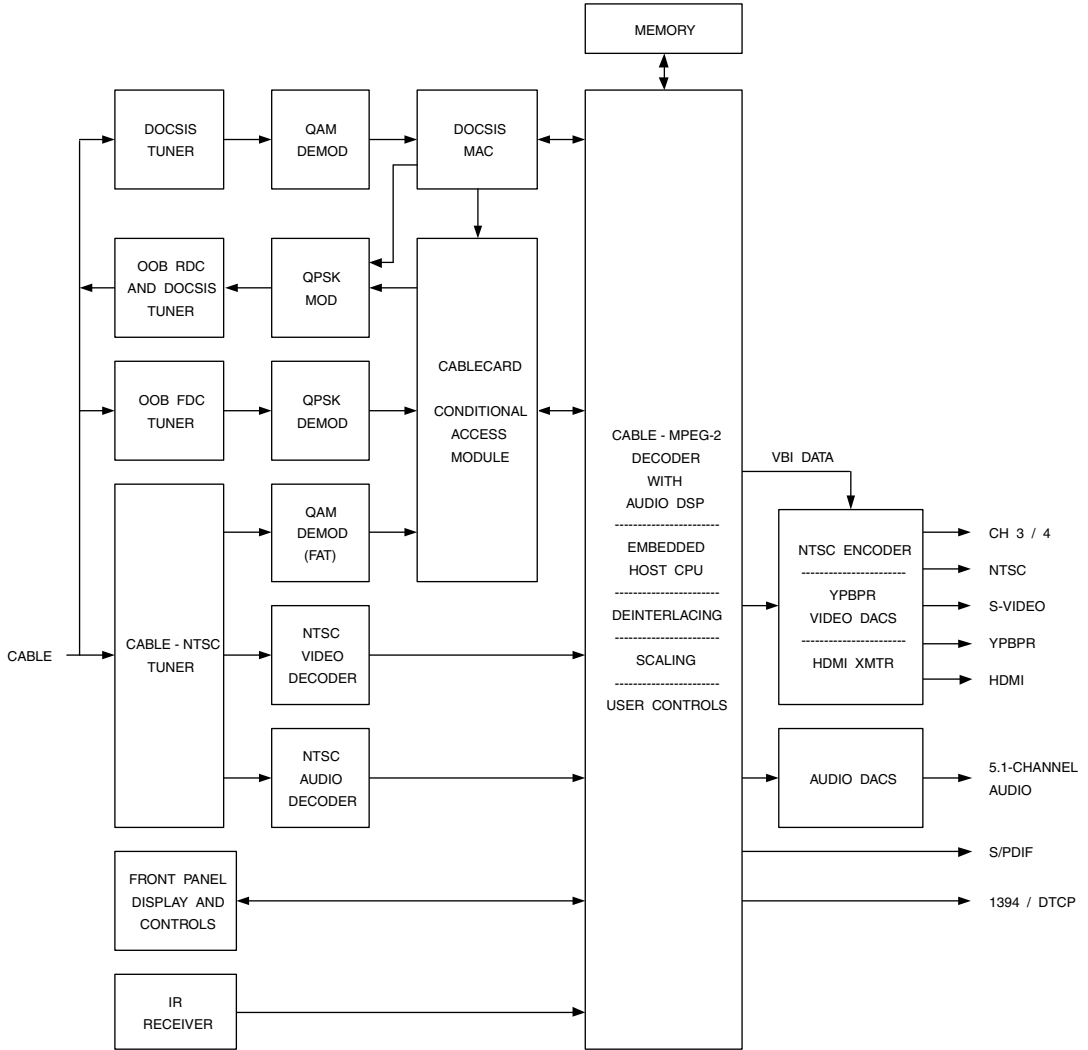 MEMORY
DOCSIS
TUNER
QAM
DEMOD
DOCSIS
MAC
OOB RDC
AND DOCSIS
TUNER
QPSK
MOD
OOB FDC
TUNER
QPSK
DEMOD
CABLECARD
CONDITIONAL
ACCESS
MODULE
QAM
DEMOD
(FAT)
CABLE
CABLE - NTSC
TUNER
NTSC
VIDEO
DECODER
NTSC
AUDIO
DECODER
FRONT PANEL
DISPLAY AND
CONTROLS
IR
RECEIVER
CABLE - MPEG-2
DECODER
WITH
AUDIO DSP
-----------------------
EMBEDDED
HOST CPU
-----------------------
DEINTERLACING
-----------------------
SCALING
-----------------------
USER CONTROLS
VBI DATA
NTSC ENCODER
-----------------------
YPBPR
VIDEO DACS
-----------------------
HDMI XMTR
CH 3 / 4
NTSC
S-VIDEO
YPBPR
HDMI
AUDIO DACS
5.1-CHANNEL
AUDIO
S/PDIF
1394 / DTCP